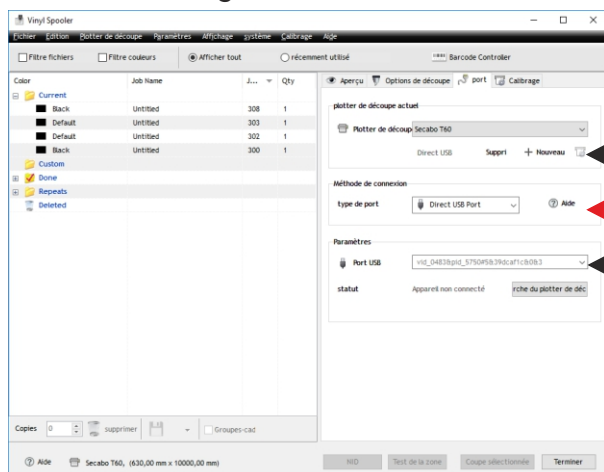 Vinyl Spooler
Eichier Edition Plotter de découpe Paramètres Affichage système Calibrage Aide
Filtre fichiers Filtre couleurs Afficher tout récemment utilisé Barcode Controller
Color Job Name J... Qty
Current
Black Untitled 308 1
Default Untitled 303 1
Default Untitled 302 1
Black Untitled 300 1
Custom
Done
Repeats
Deleted
Copies 0 supprimer Groupes-cad
Aide Secabo T60, (630,00 mm x 10000,00 mm)
Aperçu Options de découpe port Calibrage
plotter de découpe actuel
Plotter de découp Secabo T60
Direct USB Suppri + Nouveau
Méthode de connexion
type de port Direct USB Port Aide
Paramètres
Port USB vid_0483&pid_5750#5&39dcaf1c&0&3
statut Appareil non connecté rche du plotter de déc
NID Test de la zone Coupe sélectionnée Terminer